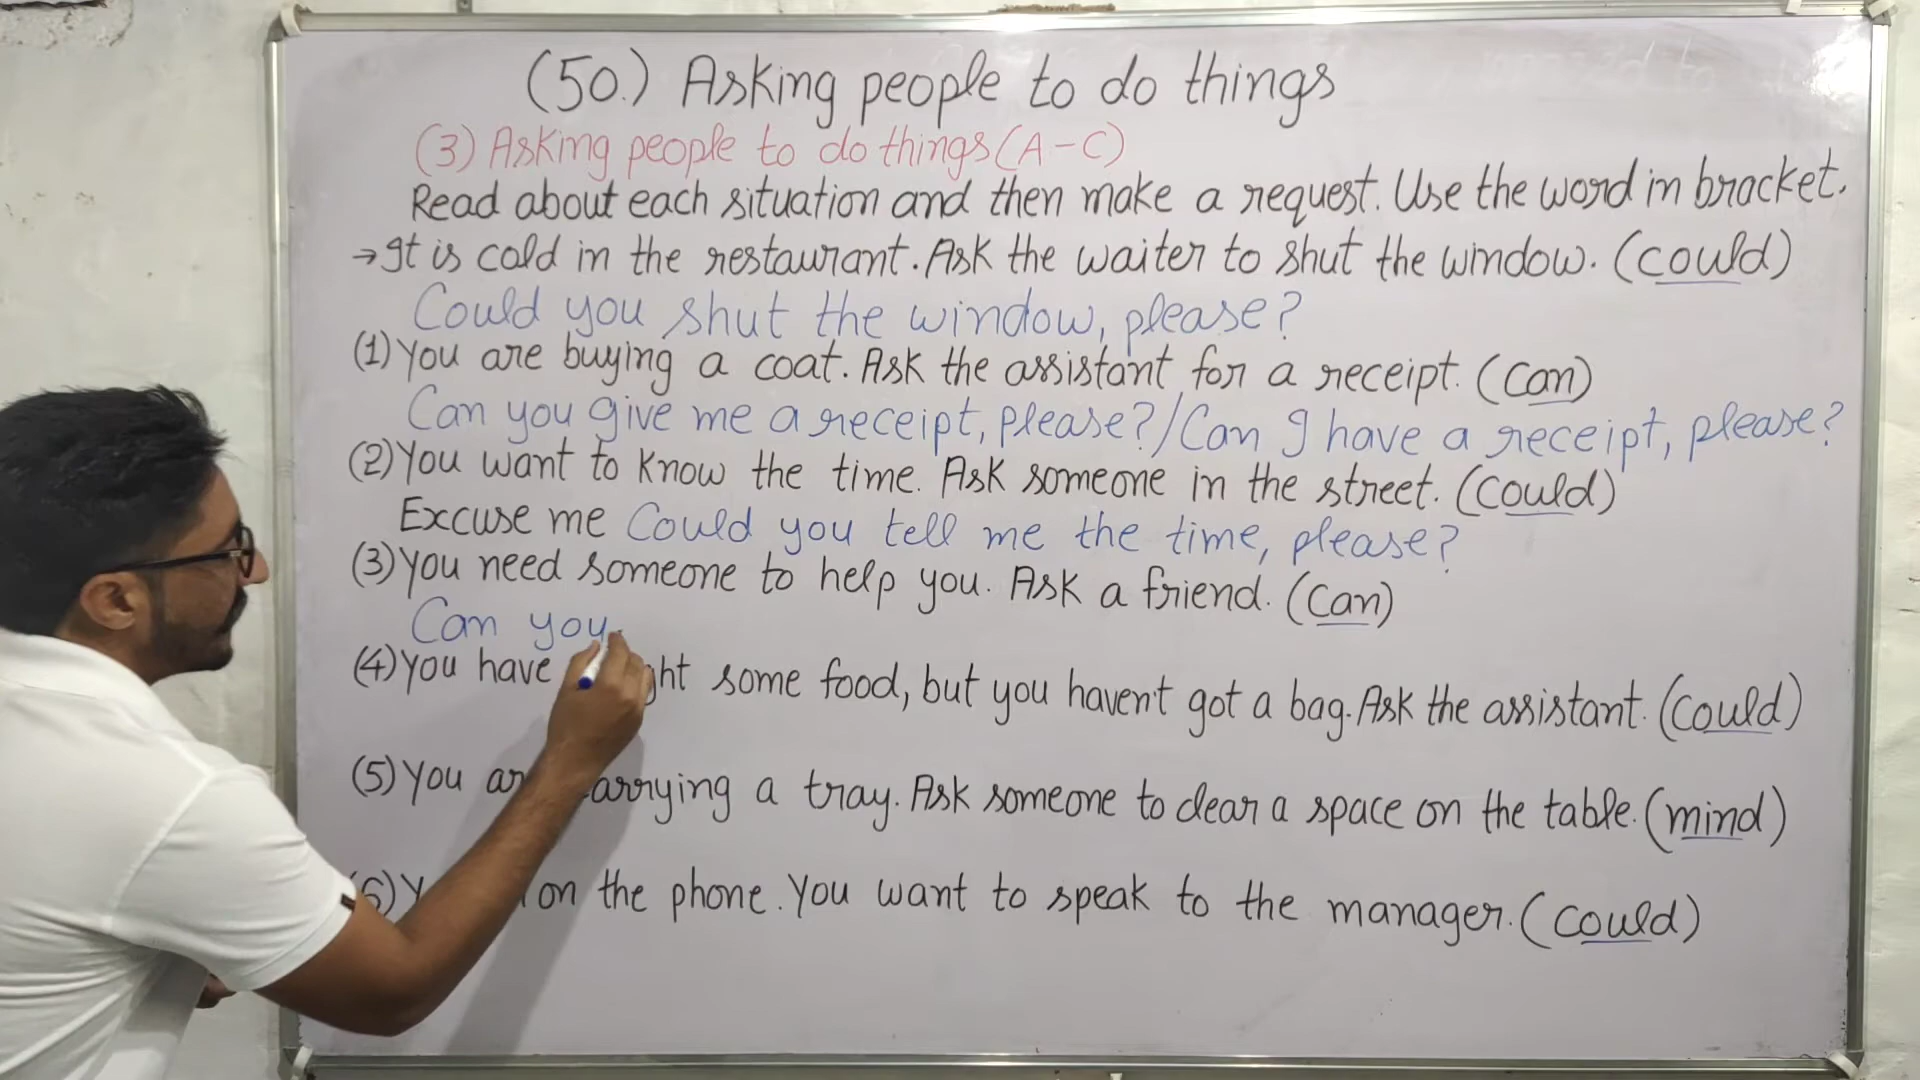 (50.) Asking people to do things
(3) Asking people to do things (A-C)
Read about each situation and then make a request. Use the word in bracket.
→ It is cold in the restaurant. Ask the waiter to shut the window. (could)
Could you shut the window, please?
(1) You are buying a coat. Ask the assistant for a receipt. (can)
Can you give me a receipt, please?/Can I have a receipt, please?
(2) You want to know the time. Ask someone in the street. (could)
Excuse me Could you tell me the time, please?
(3) You need someone to help you. Ask a friend. (can)
Can you
(4) You have some food, but you haven't got a bag. Ask the assistant. (could)
(5) You a tray. Ask someone to clear a space on the table. (mind)
(6) on the phone. You want to speak to the manager. (could)